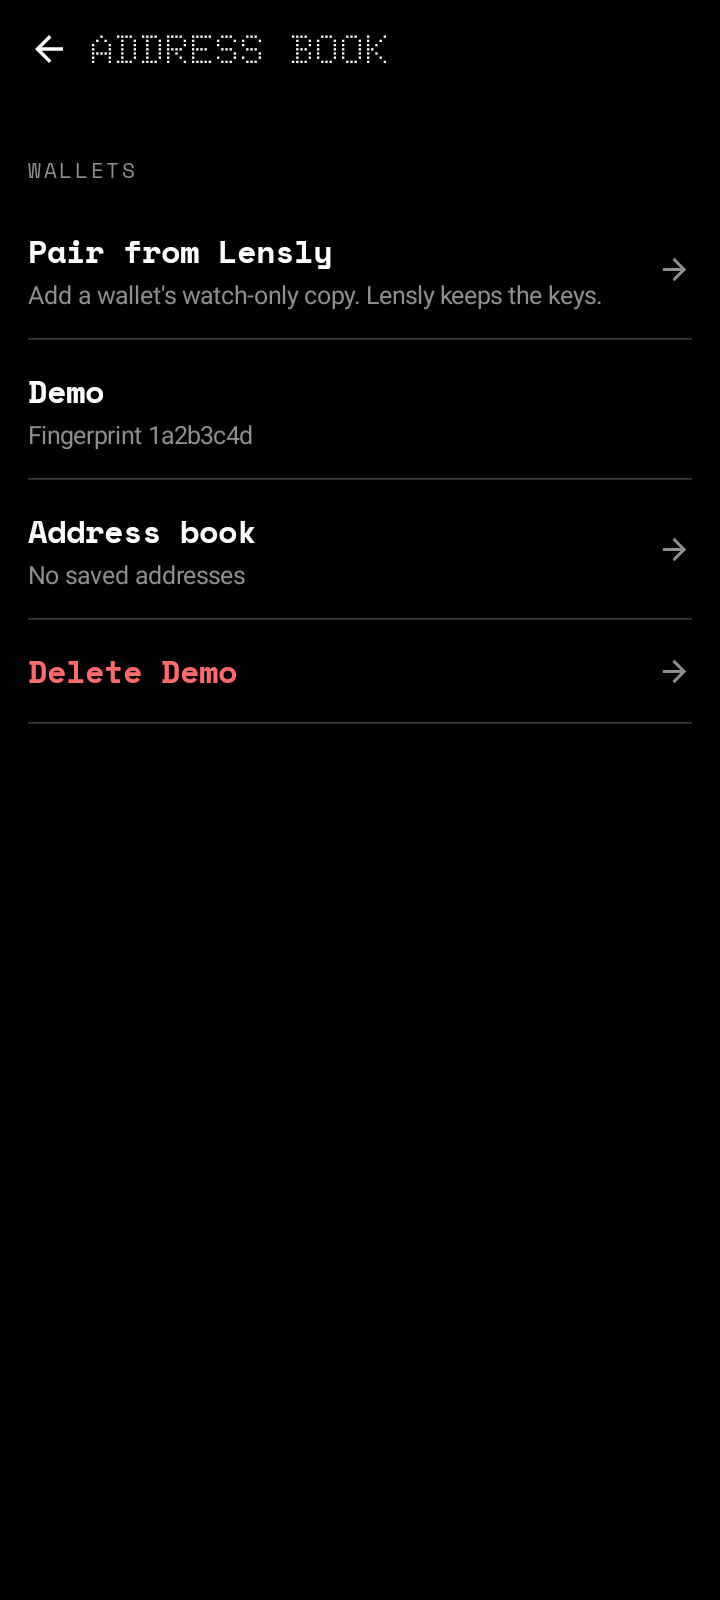 ADDRESS BOOK
WALLETS
Pair from Lensly
Add a wallet's watch-only copy. Lensly keeps the keys.
Demo
Fingerprint 1a2b3c4d
Address book
No saved addresses
Delete Demo